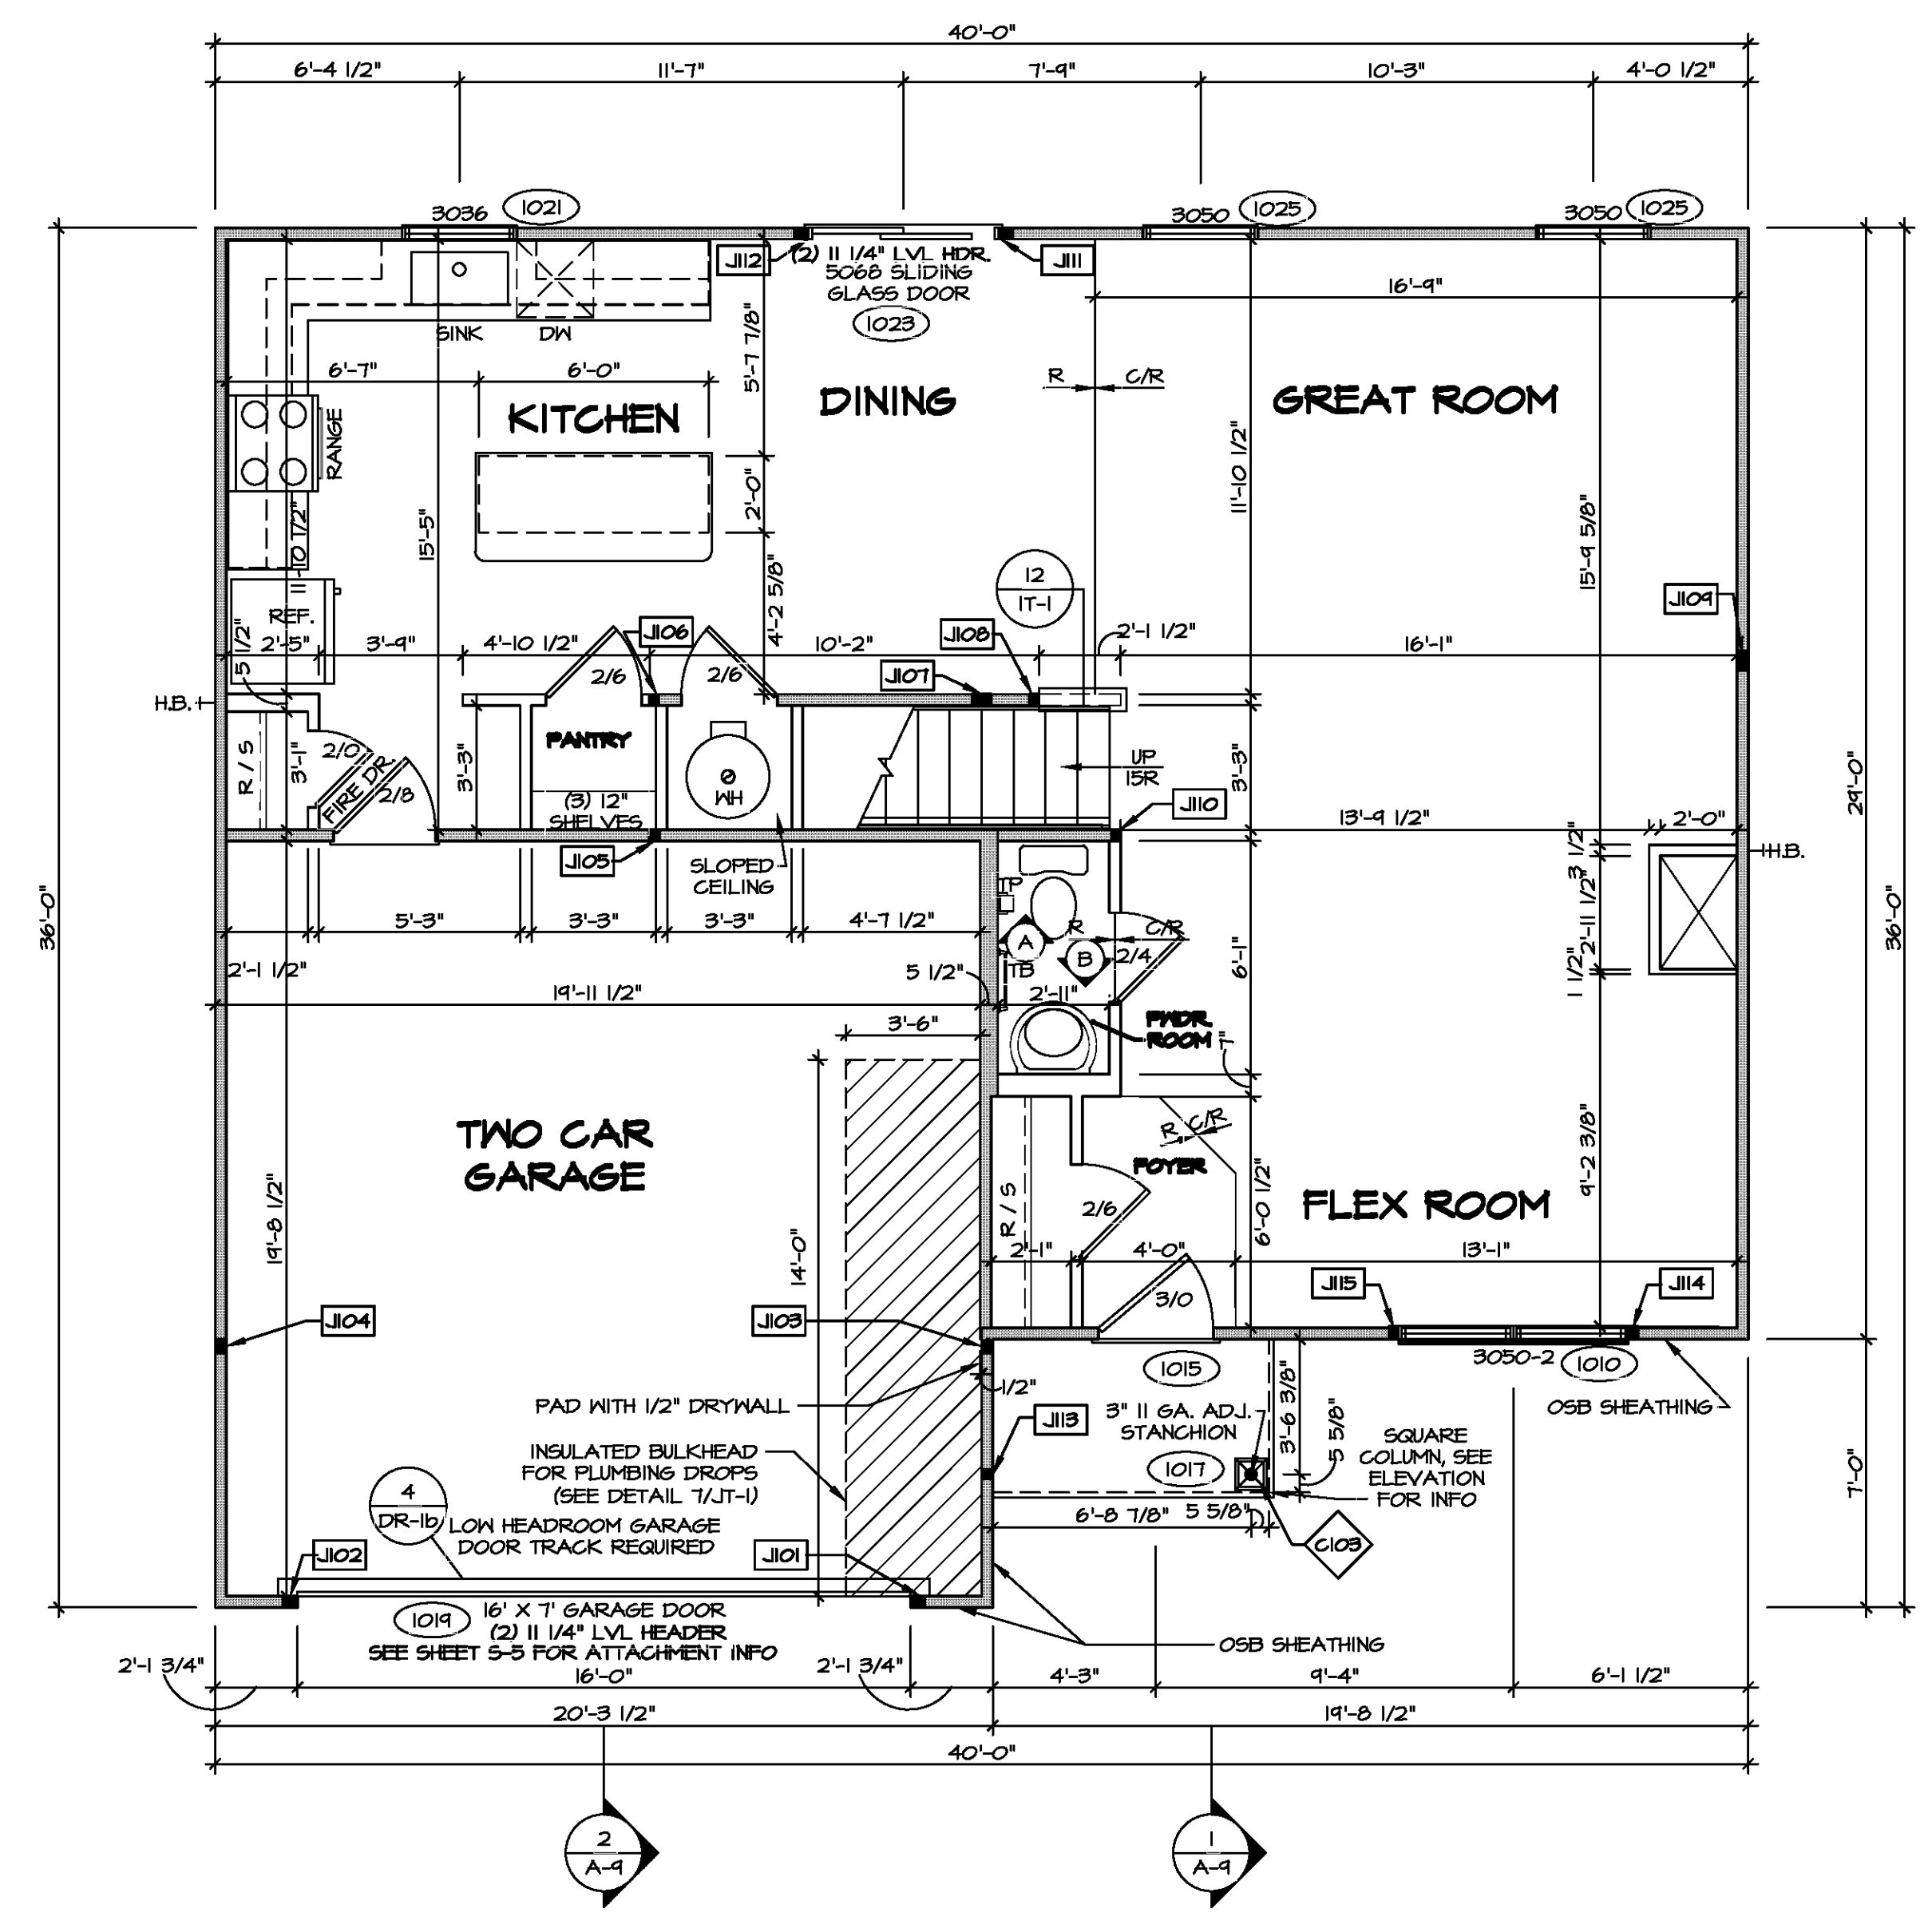 40'-0"
6'-4 1/2" 11'-7" 7'-9" 10'-3" 4'-0 1/2"
3036 1021 3050 1025 3050 1025
J112 (2) 11 1/4" LVL HDR. J111
5068 SLIDING
GLASS DOOR
1023
16'-9"
SINK DW
5'-7 7/8"
6'-7" 6'-0"
R C/R
KITCHEN DINING GREAT ROOM
RANGE
11'-10 1/2"
15'-5"
2'-0"
11'-10 1/2"
15'-9 5/8"
12
1T-1
4'-2 5/8"
J109
REF.
5 1/2"
2'-5" 3'-9" 4'-10 1/2" J106 10'-2" J108 2'-1 1/2" 16'-1"
2/6 2/6 J107
H.B.
R / S
3'-1"
2/0
FIRE DR.
2/8
3'-3"
PANTRY
(3) 12"
SHELVES
WH
UP
15R
3'-3"
J110
13'-9 1/2" 2'-0"
29'-0"
H.B.
J105
SLOPED
CEILING
3 1/2"
2'-11 1/2"
1 1/2"
36'-0"
36'-0"
5'-3" 3'-3" 3'-3" 4'-7 1/2"
TP
A
TB
R C/R
B 2/4
6'-1"
2'-1 1/2"
5 1/2"
19'-11 1/2" 2'-11"
3'-6"
PWDR.
ROOM
7"
TWO CAR
GARAGE
R C/R
FOYER
9'-2 3/8"
FLEX ROOM
19'-8 1/2"
14'-0"
R / S
2/6
6'-0 1/2"
2'-1" 4'-0" 13'-1"
3/0
J115 J114
J104 J103
1015
3050-2 1010
1/2"
PAD WITH 1/2" DRYWALL
3" 11 GA. ADJ.
STANCHION
J113
3'-6 3/8"
5 5/8"
OSB SHEATHING
INSULATED BULKHEAD
FOR PLUMBING DROPS
(SEE DETAIL 7/JT-1)
1017
SQUARE
COLUMN, SEE
ELEVATION
FOR INFO
7'-0"
4
DR-1b
LOW HEADROOM GARAGE
DOOR TRACK REQUIRED
6'-8 7/8" 5 5/8"
C103
J102 J101
1019 16' X 7' GARAGE DOOR
(2) 11 1/4" LVL HEADER
SEE SHEET S-5 FOR ATTACHMENT INFO
OSB SHEATHING
2'-1 3/4" 16'-0" 2'-1 3/4" 4'-3" 9'-4" 6'-1 1/2"
20'-3 1/2" 19'-8 1/2"
40'-0"
2
A-9
1
A-9